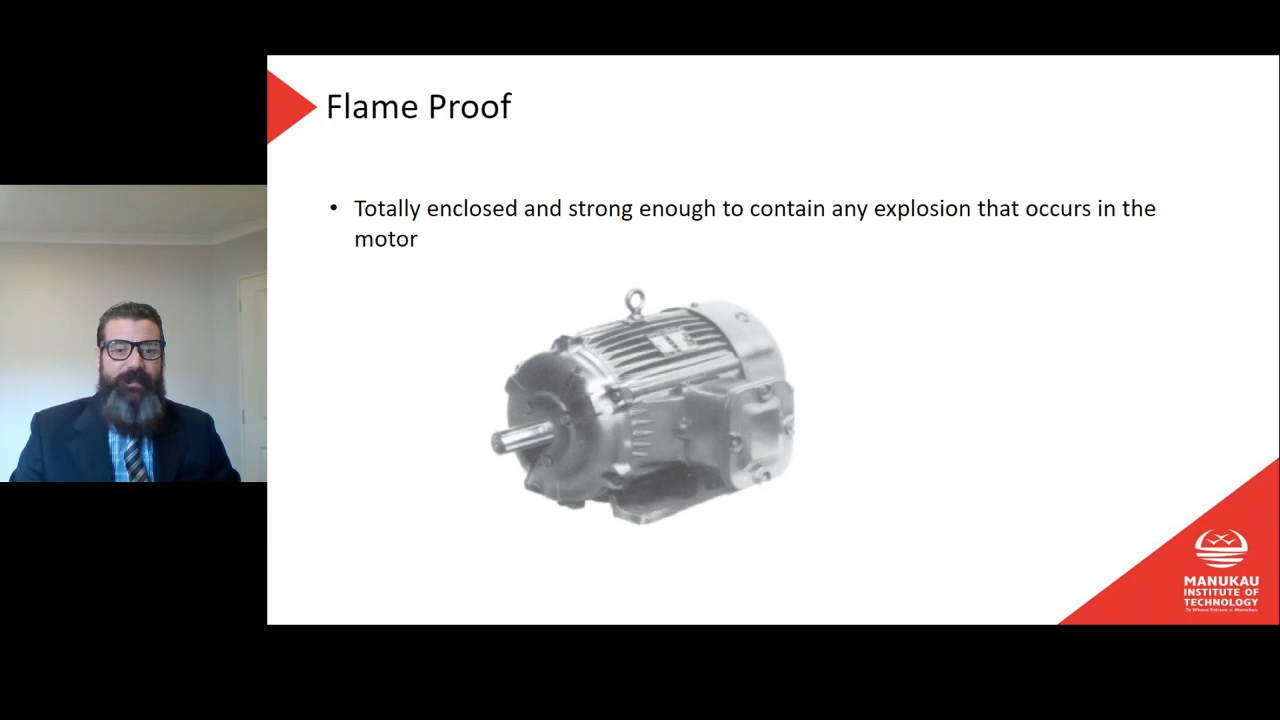 Flame Proof
• Totally enclosed and strong enough to contain any explosion that occurs in the
motor
MANUKAU
INSTITUTE OF
TECHNOLOGY